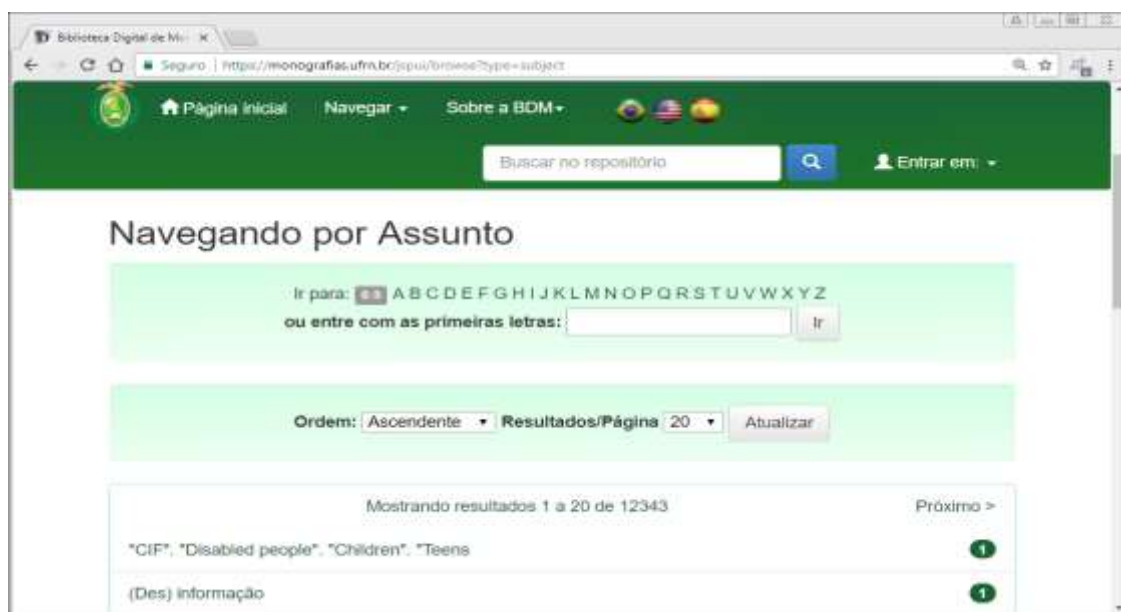 Biblioteca Digital de Mo
Seguro | https://monografias.ufrn.br/jspui/browse?type=subject
Página inicial Navegar Sobre a BDM
Buscar no repositório Entrar em:
Navegando por Assunto
Ir para: 0-9 A B C D E F G H I J K L M N O P Q R S T U V W X Y Z
ou entre com as primeiras letras: Ir
Ordem: Ascendente Resultados/Página 20 Atualizar
Mostrando resultados 1 a 20 de 12343 Próximo >
"CIF". "Disabled people". "Children". "Teens 1
(Des) informação 1